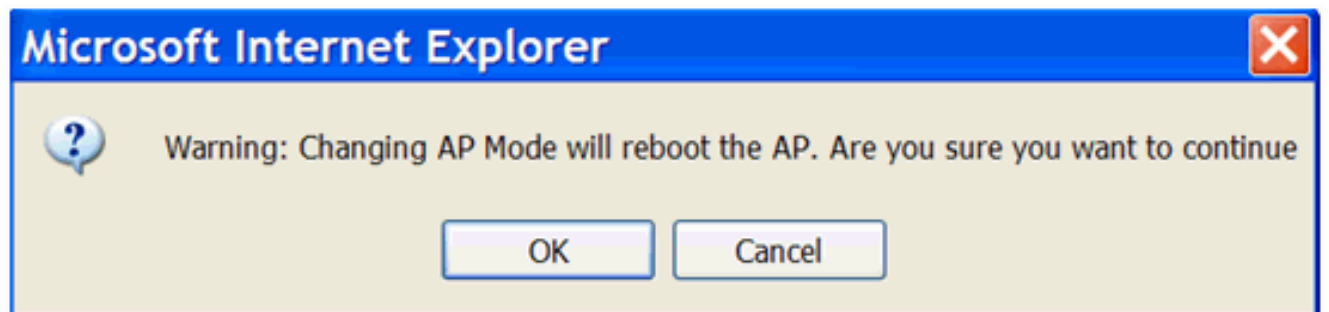 Microsoft Internet Explorer
?
Warning: Changing AP Mode will reboot the AP. Are you sure you want to continue
OK
Cancel